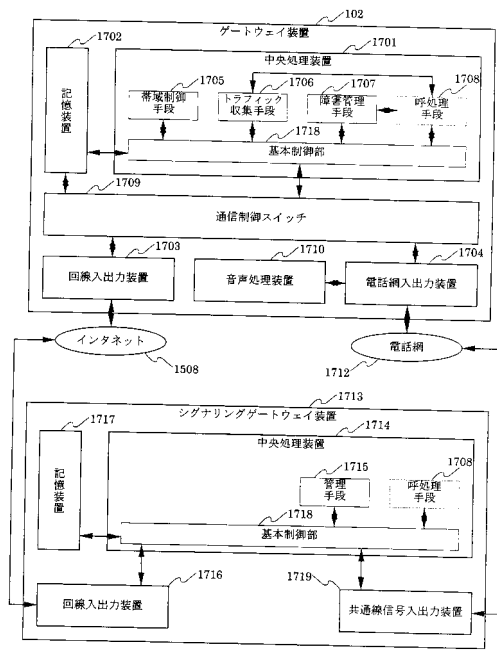 102
ゲートウェイ装置
1702
1701
中央処理装置
記憶装置
1705
1706
1707
1708
帯域制御手段
トラフィック収集手段
障害管理手段
呼処理手段
1718
基本制御部
1709
通信制御スイッチ
1703
1710
1704
回線入出力装置
音声処理装置
電話網入出力装置
インタネット
1508
電話網
1712
1713
シグナリングゲートウェイ装置
1717
1714
中央処理装置
記憶装置
1715
1708
管理手段
呼処理手段
1718
基本制御部
1716
1719
回線入出力装置
共通線信号入出力装置